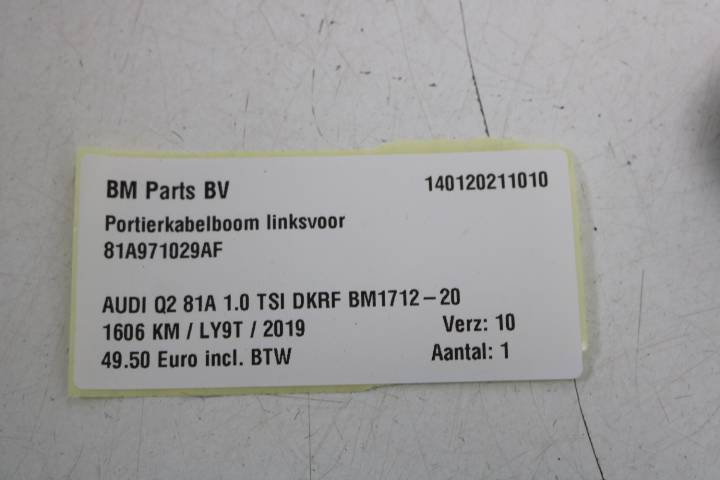 BM Parts BV 140120211010
Portierkabelboom linksvoor
81A971029AF
AUDI Q2 81A 1.0 TSI DKRF BM1712-20
1606 KM / LY9T / 2019 Verz: 10
49.50 Euro incl. BTW Aantal: 1